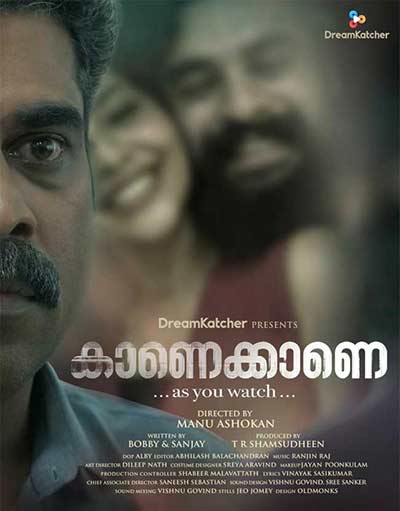 DreamKatcher
DreamKatcher PRESENTS
കാണെക്കാണെ
...as you watch...
DIRECTED BY
MANU ASHOKAN
WRITTEN BY PRODUCED BY
BOBBY & SANJAY T R SHAMSUDHEEN
DOP ALBY EDITOR ABHILASH BALACHANDRAN MUSIC RANJIN RAJ
ART DIRECTOR DILEEP NATH COSTUME DESIGNER SREYA ARAVIND MAKEUP JAYAN POONKULAM
PRODUCTION CONTROLLER SHABEER MALAVATTATH LYRICS VINAYAK SASIKUMAR
CHIEF ASSOCIATE DIRECTOR SANEESH SEBASTIAN SOUND DESIGN VISHNU GOVIND, SREE SANKER
SOUND MIXING VISHNU GOVIND STILLS JEO JOMEY DESIGN OLDMONKS